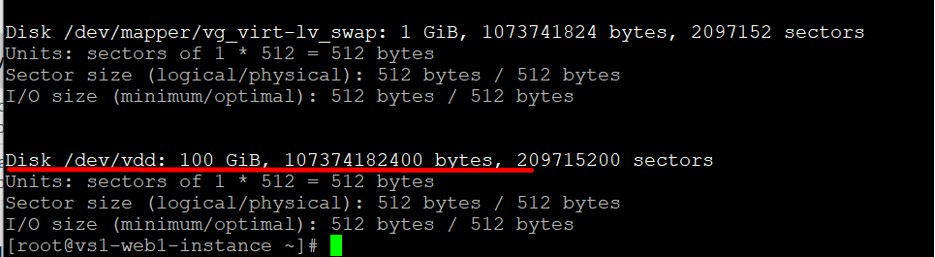 Disk /dev/mapper/vg_virt-lv_swap: 1 GiB, 1073741824 bytes, 2097152 sectors
Units: sectors of 1 * 512 = 512 bytes
Sector size (logical/physical): 512 bytes / 512 bytes
I/O size (minimum/optimal): 512 bytes / 512 bytes
Disk /dev/vdd: 100 GiB, 107374182400 bytes, 209715200 sectors
Units: sectors of 1 * 512 = 512 bytes
Sector size (logical/physical): 512 bytes / 512 bytes
I/O size (minimum/optimal): 512 bytes / 512 bytes
[root@vs1-web1-instance ~]#